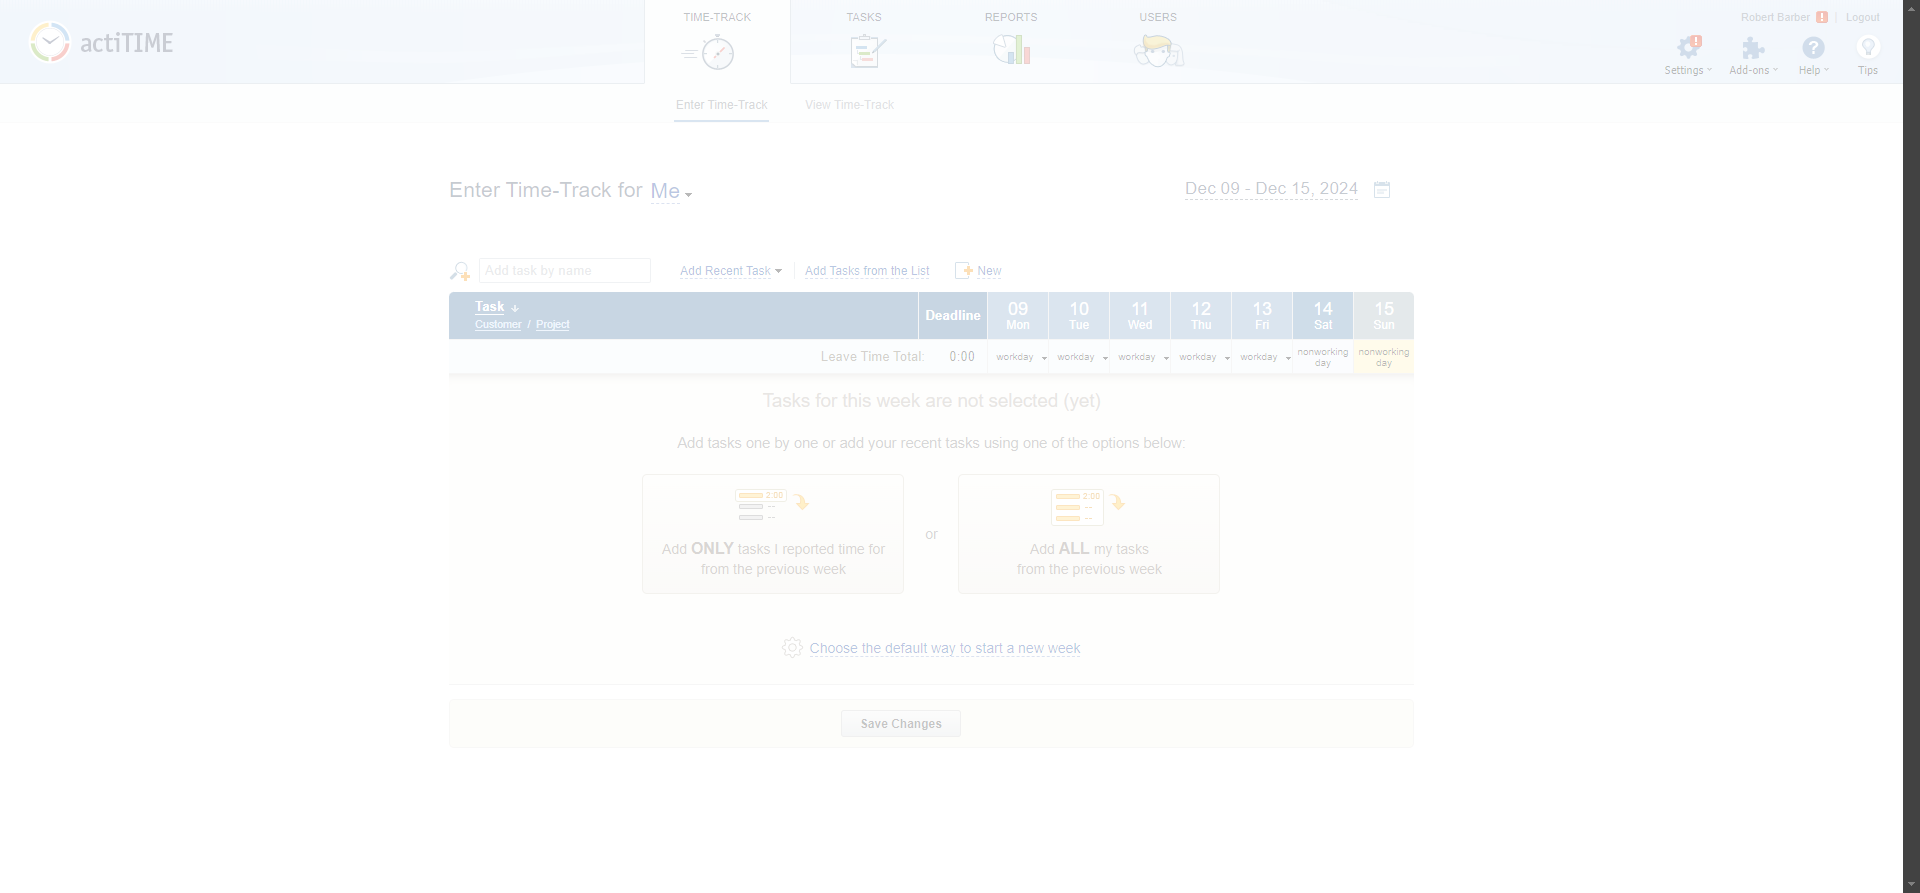 actiTIME
TIME-TRACK
TASKS
REPORTS
USERS
Robert Barber ! | Logout
Settings
Add-ons
Help
Tips
Enter Time-Track
View Time-Track
Enter Time-Track for Me
Dec 09 - Dec 15, 2024
Add task by name
Add Recent Task
Add Tasks from the List
New
Task
Customer / Project
Deadline
09 Mon
10 Tue
11 Wed
12 Thu
13 Fri
14 Sat
15 Sun
Leave Time Total: 0:00
workday
workday
workday
workday
workday
nonworking day
nonworking day
Tasks for this week are not selected (yet)
Add tasks one by one or add your recent tasks using one of the options below:
2:00
--
--
Add ONLY tasks I reported time for
from the previous week
or
2:00
--
--
Add ALL my tasks
from the previous week
Choose the default way to start a new week
Save Changes